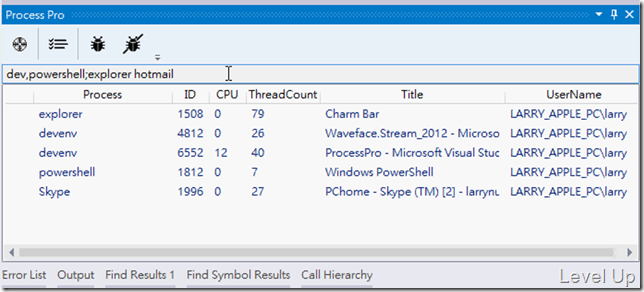 Process Pro
dev,powershell;explorer hotmail
Process ID CPU ThreadCount Title UserName
explorer 1508 0 79 Charm Bar LARRY_APPLE_PC\larry
devenv 4812 0 26 Waveface.Stream_2012 - Microso LARRY_APPLE_PC\larry
devenv 6552 12 40 ProcessPro - Microsoft Visual Stuc LARRY_APPLE_PC\larry
powershell 1812 0 7 Windows PowerShell LARRY_APPLE_PC\larry
Skype 1996 0 27 PChome - Skype (TM) [2] - larrynu LARRY_APPLE_PC\larry
Error List Output Find Results 1 Find Symbol Results Call Hierarchy
Level Up